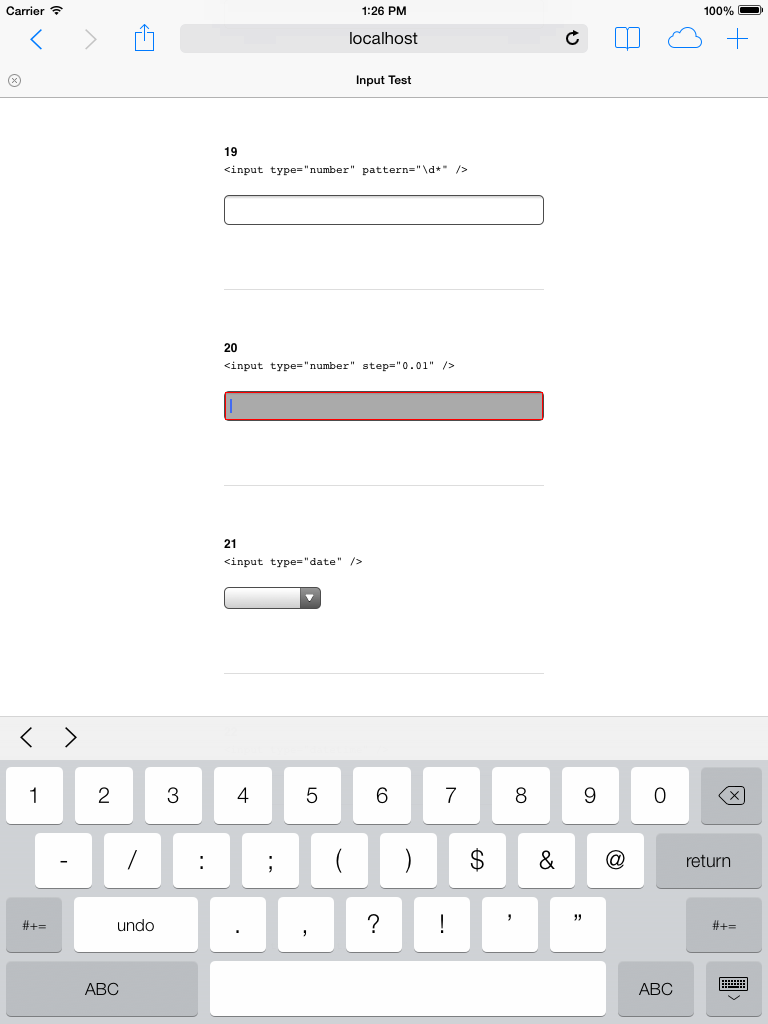 Carrier 1:26 PM 100%
localhost
Input Test
19
<input type="number" pattern="\d*" />
20
<input type="number" step="0.01" />
21
<input type="date" />
1 2 3 4 5 6 7 8 9 0
- / : ; ( ) $ & @ return
#+= undo . , ? ! ’ ” #+=
ABC ABC